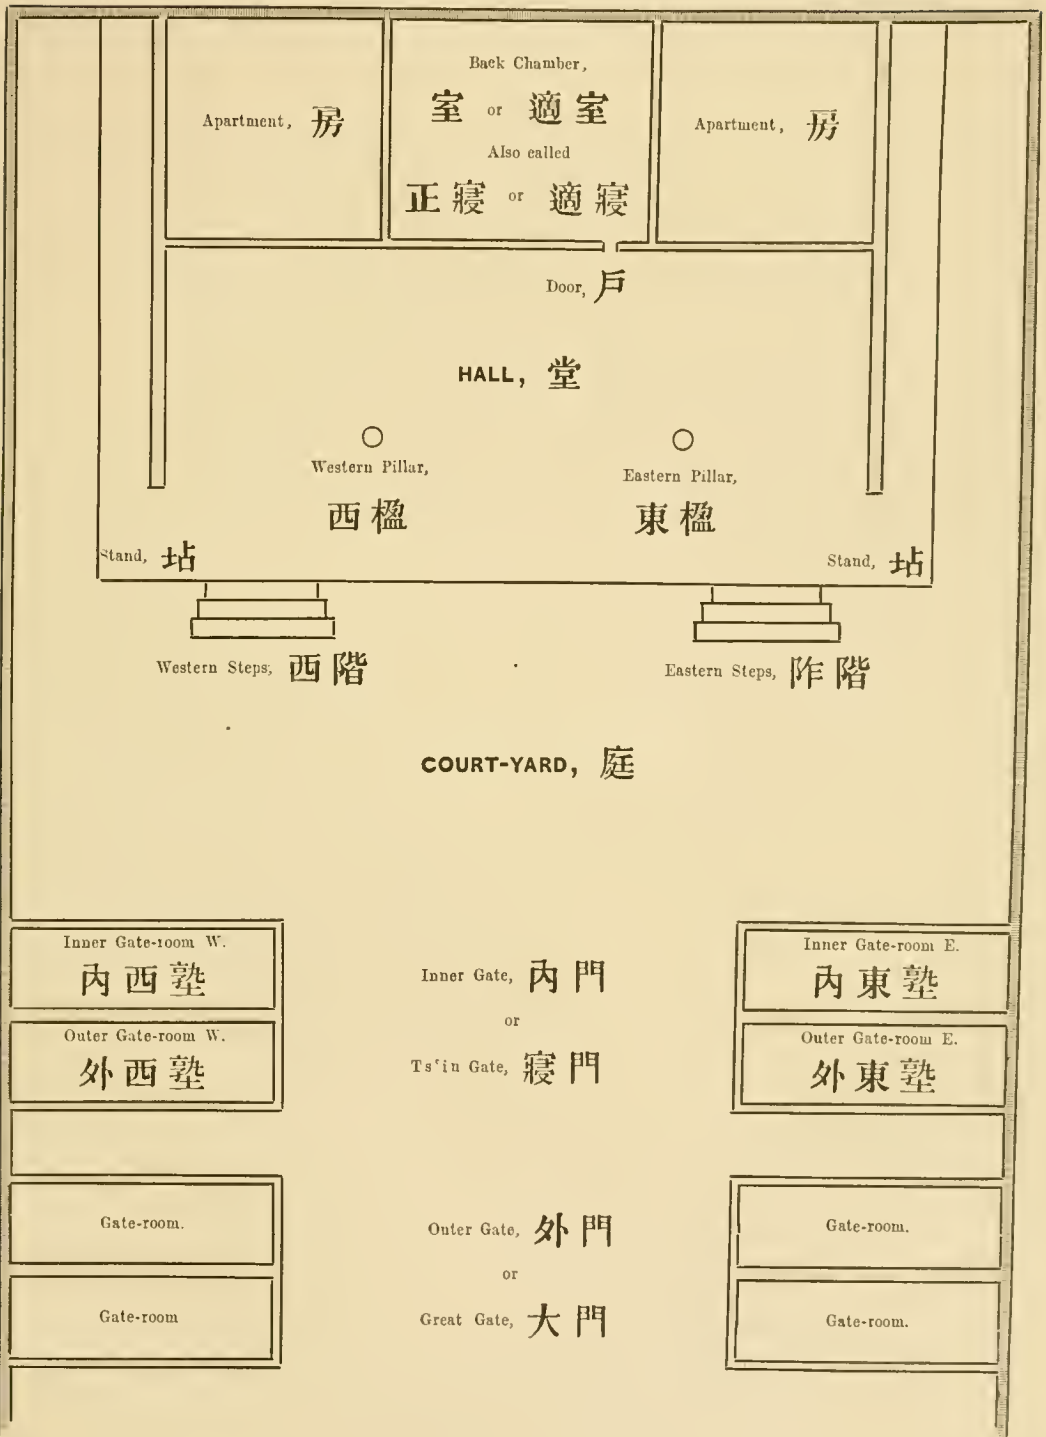 Back Chamber,
Apartment, 房
室 or 適室
Apartment, 房
Also called
正寢 or 適寢
Door, 戶
HALL, 堂
Western Pillar,
西楹
Eastern Pillar,
東楹
Stand, 坫
Stand, 坫
Western Steps, 西階
Eastern Steps, 阼階
COURT-YARD, 庭
Inner Gate-room W.
內西塾
Outer Gate-room W.
外西塾
Inner Gate, 內門
or
Ts‘in Gate, 寢門
Inner Gate-room E.
內東塾
Outer Gate-room E.
外東塾
Gate-room.
Gate-room
Outer Gate, 外門
or
Great Gate, 大門
Gate-room.
Gate-room.